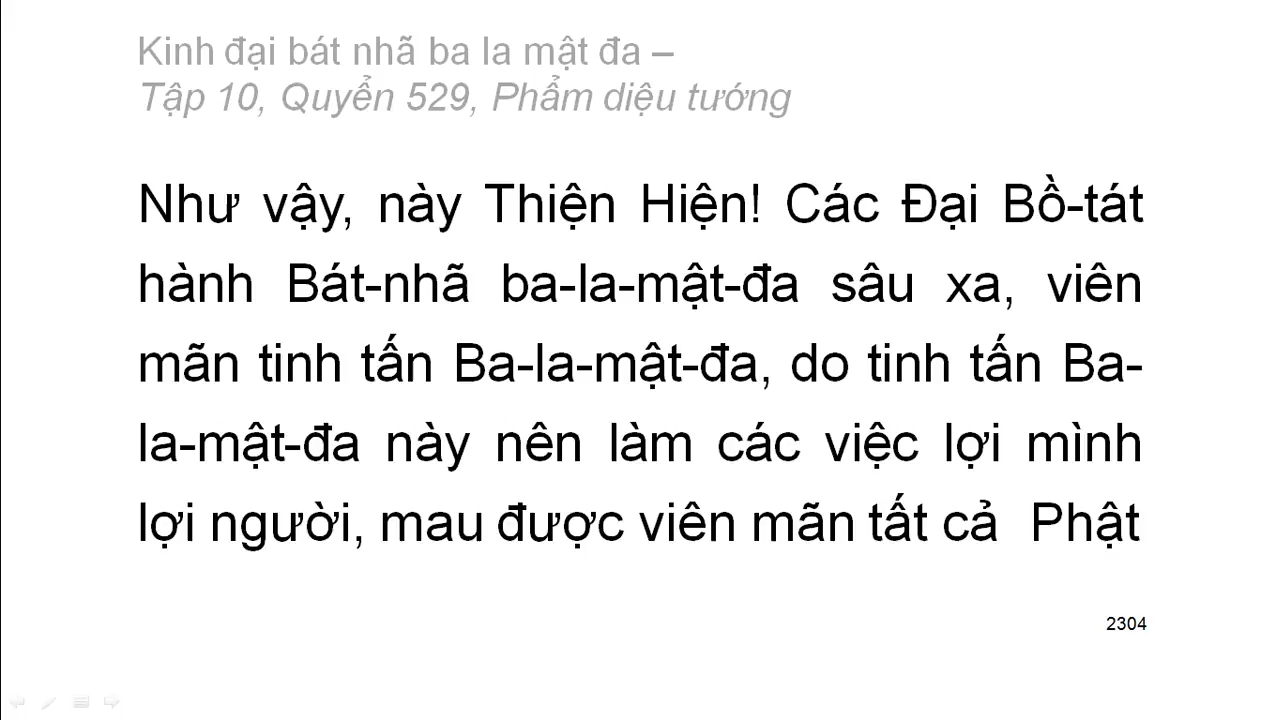 Kinh đại bát nhã ba la mật đa –
Tập 10, Quyển 529, Phẩm diệu tướng
Như vậy, này Thiện Hiện! Các Đại Bồ-tát
hành Bát-nhã ba-la-mật-đa sâu xa, viên
mãn tinh tấn Ba-la-mật-đa, do tinh tấn Ba-
la-mật-đa này nên làm các việc lợi mình
lợi người, mau được viên mãn tất cả  Phật
2304